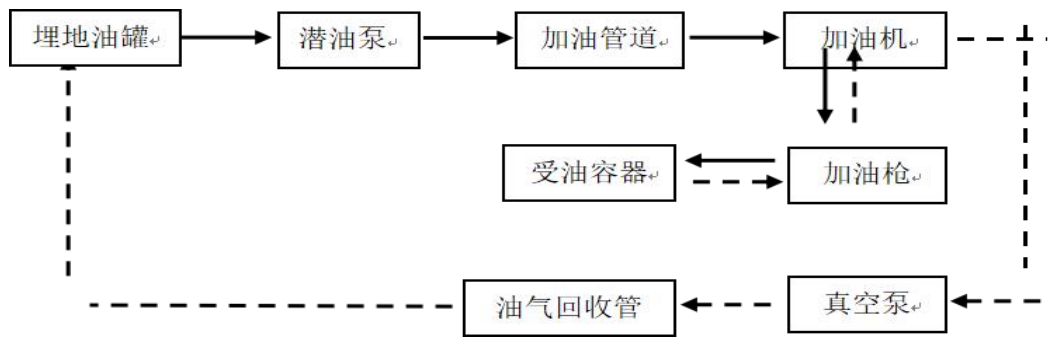 埋地油罐
潜油泵
加油管道
加油机
受油容器
加油枪
油气回收管
真空泵